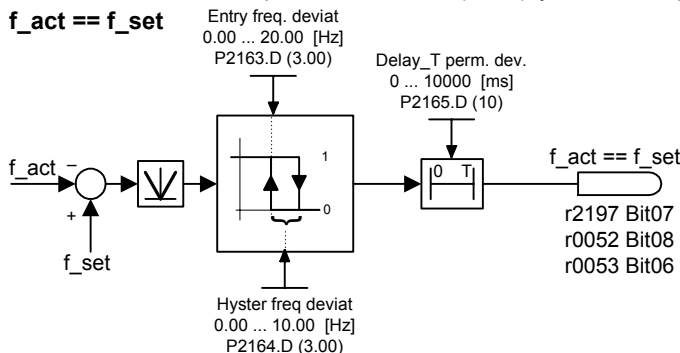 f_act == f_set
Entry freq. deviat
0.00 ... 20.00 [Hz]
P2163.D (3.00)
Delay_T perm. dev.
0 ... 10000 [ms]
P2165.D (10)
f_act
–
+
f_set
1
0
0 T
f_act == f_set
r2197 Bit07
r0052 Bit08
r0053 Bit06
Hyster freq deviat
0.00 ... 10.00 [Hz]
P2164.D (3.00)